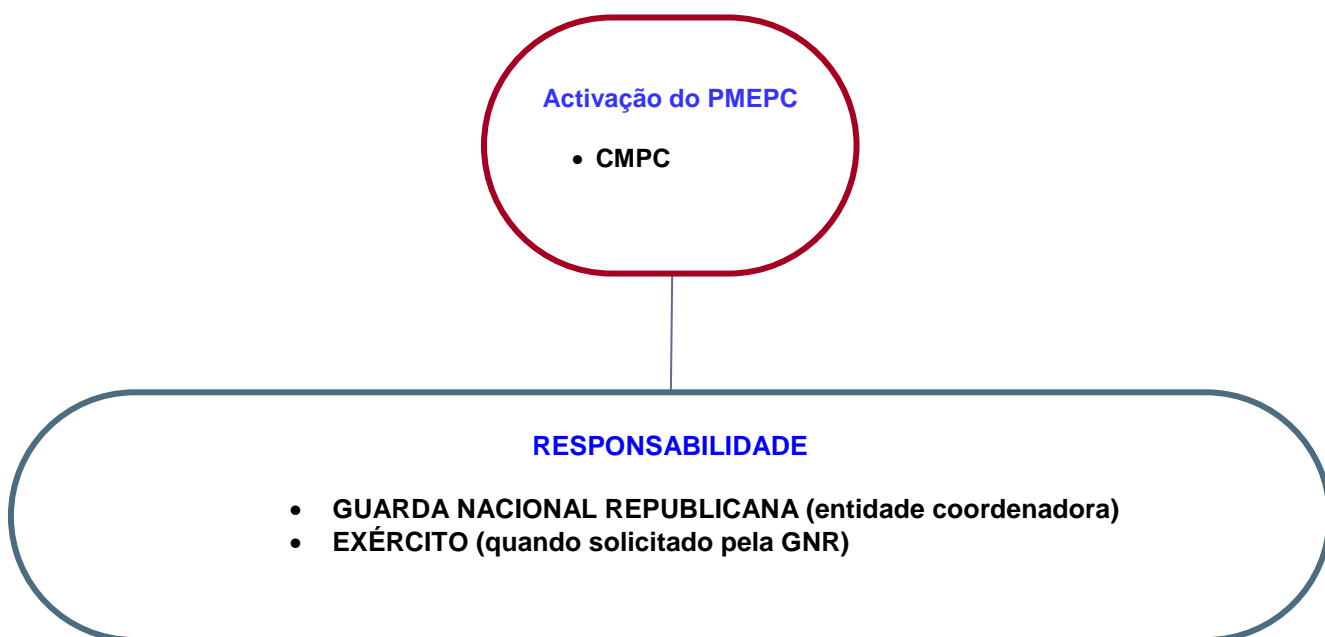 Activação do PMEPC
• CMPC
RESPONSABILIDADE
• GUARDA NACIONAL REPUBLICANA (entidade coordenadora)
• EXÉRCITO (quando solicitado pela GNR)